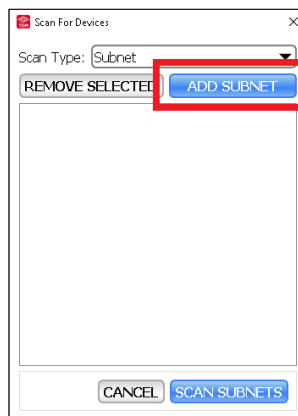 Scan For Devices
Scan Type: Subnet
REMOVE SELECTED ADD SUBNET
CANCEL SCAN SUBNETS